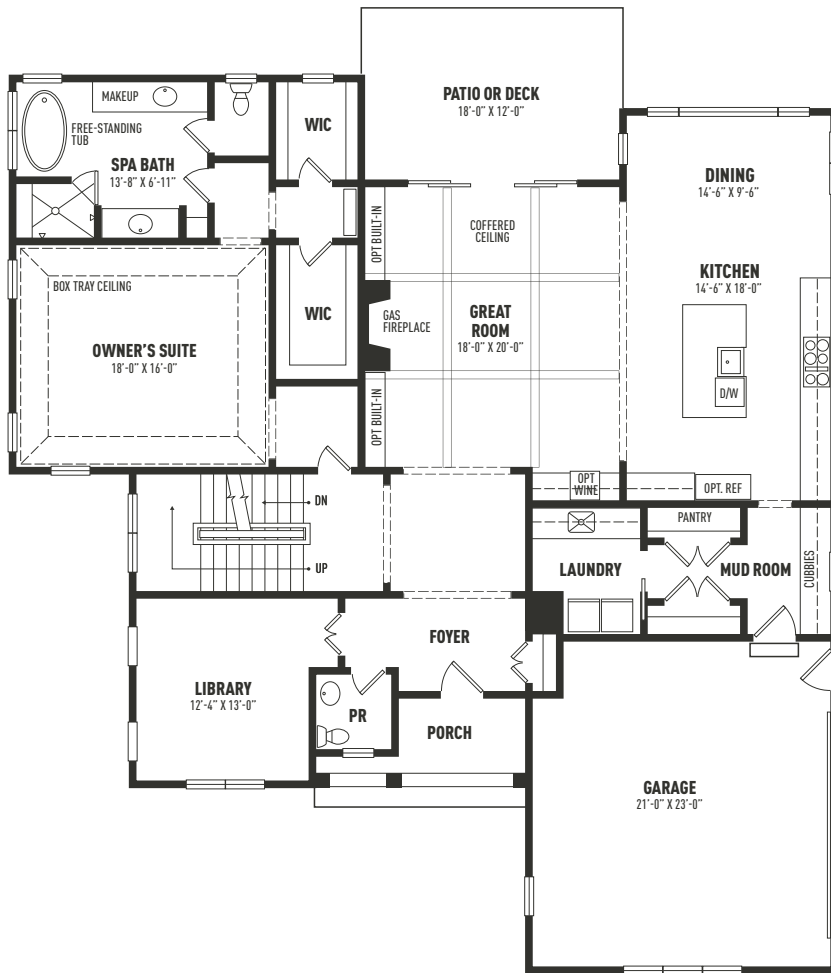 PATIO OR DECK
18'-0" X 12'-0"
MAKEUP
FREE-STANDING
TUB
SPA BATH
13'-8" X 6'-11"
WIC
DINING
14'-6" X 9'-6"
OPT BUILT-IN
COFFERED
CEILING
KITCHEN
14'-6" X 18'-0"
BOX TRAY CEILING
OWNER'S SUITE
18'-0" X 16'-0"
WIC
GAS
FIREPLACE
GREAT
ROOM
18'-0" X 20'-0"
D/W
OPT BUILT-IN
OPT
WINE
OPT. REF
DN
UP
PANTRY
LAUNDRY
MUD ROOM
CUBBIES
FOYER
LIBRARY
12'-4" X 13'-0"
PR
PORCH
GARAGE
21'-0" X 23'-0"